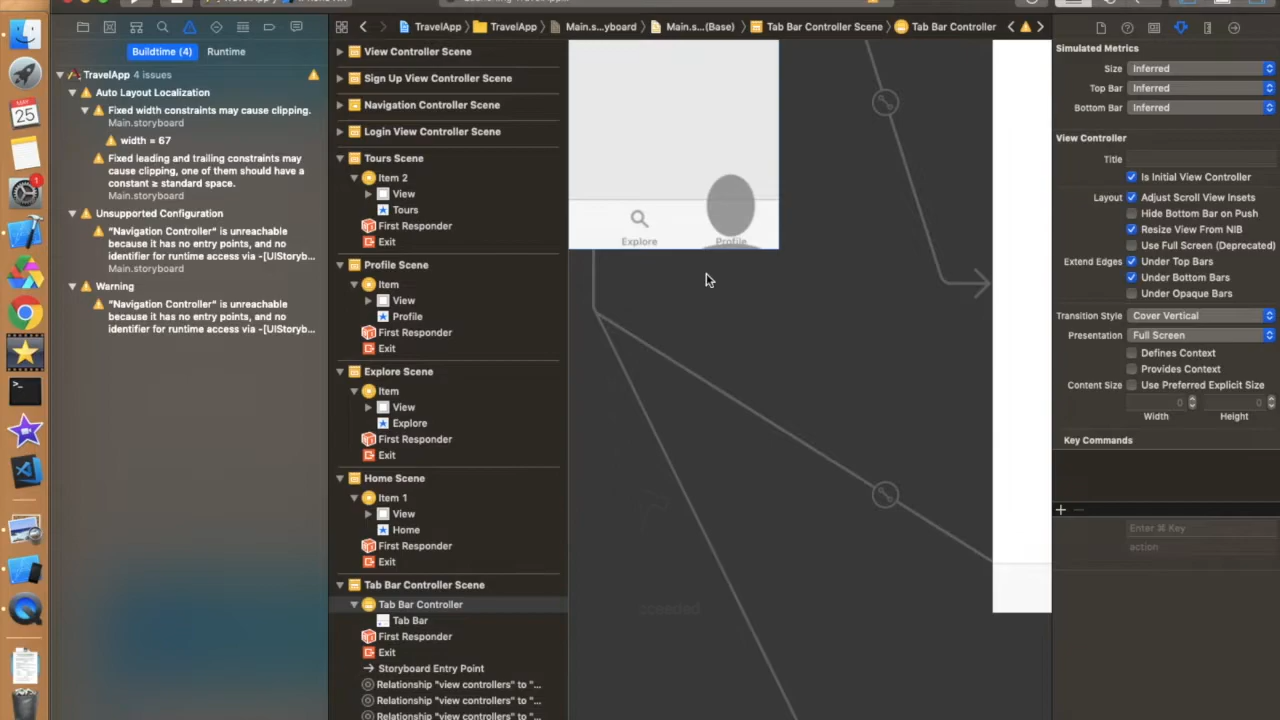 TravelApp
TravelApp
Main.s...yboard
Main.s...(Base)
Tab Bar Controller Scene
Tab Bar Controller
Buildtime (4)
Runtime
TravelApp 4 issues
Auto Layout Localization
Fixed width constraints may cause clipping.
Main.storyboard
width = 67
Fixed leading and trailing constraints may
cause clipping, one of them should have a
constant ≥ standard space.
Main.storyboard
Unsupported Configuration
"Navigation Controller" is unreachable
because it has no entry points, and no
identifier for runtime access via -[UIStoryb...
Main.storyboard
Warning
"Navigation Controller" is unreachable
because it has no entry points, and no
identifier for runtime access via -[UIStoryb...
25
1
View Controller Scene
Sign Up View Controller Scene
Navigation Controller Scene
Login View Controller Scene
Tours Scene
Item 2
View
Tours
First Responder
Exit
Profile Scene
Item
View
Profile
First Responder
Exit
Explore Scene
Item
View
Explore
First Responder
Exit
Home Scene
Item 1
View
Home
First Responder
Exit
Tab Bar Controller Scene
Tab Bar Controller
Tab Bar
First Responder
Exit
Storyboard Entry Point
Relationship "view controllers" to "...
Relationship "view controllers" to "...
Relationship "view controllers" to "...
Explore
Profile
Simulated Metrics
Size Inferred
Top Bar Inferred
Bottom Bar Inferred
View Controller
Title
Is Initial View Controller
Layout Adjust Scroll View Insets
Hide Bottom Bar on Push
Resize View From NIB
Use Full Screen (Deprecated)
Extend Edges Under Top Bars
Under Bottom Bars
Under Opaque Bars
Transition Style Cover Vertical
Presentation Full Screen
Defines Context
Provides Context
Content Size Use Preferred Explicit Size
0 0
Width Height
Key Commands
Enter ⌘ Key
action